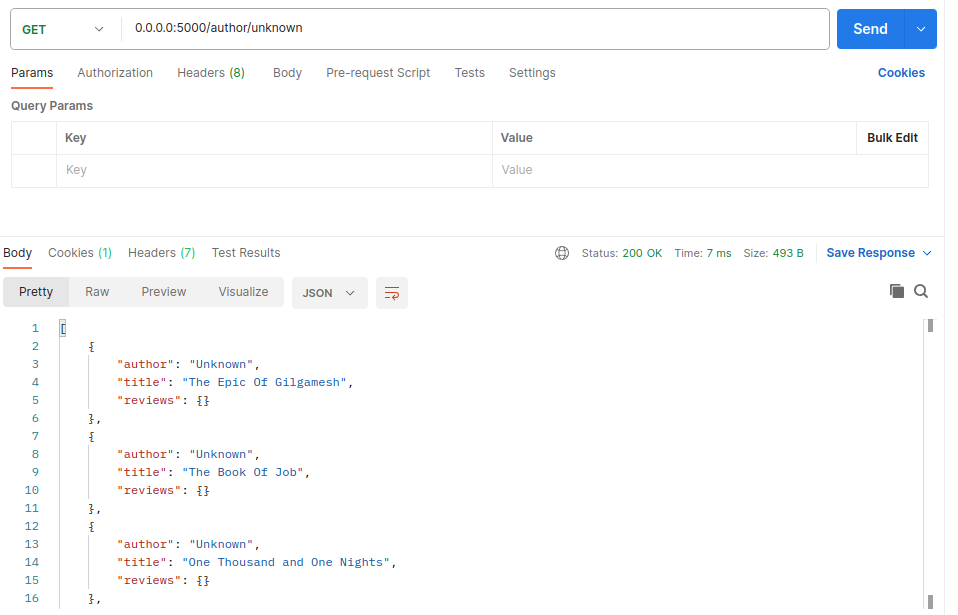 GET 0.0.0.0:5000/author/unknown Send
Params Authorization Headers (8) Body Pre-request Script Tests Settings Cookies
Query Params
Key Value Bulk Edit
Key Value
Body Cookies (1) Headers (7) Test Results Status: 200 OK Time: 7 ms Size: 493 B Save Response
Pretty Raw Preview Visualize JSON
1 [
2 {
3 "author": "Unknown",
4 "title": "The Epic Of Gilgamesh",
5 "reviews": {}
6 },
7 {
8 "author": "Unknown",
9 "title": "The Book Of Job",
10 "reviews": {}
11 },
12 {
13 "author": "Unknown",
14 "title": "One Thousand and One Nights",
15 "reviews": {}
16 },